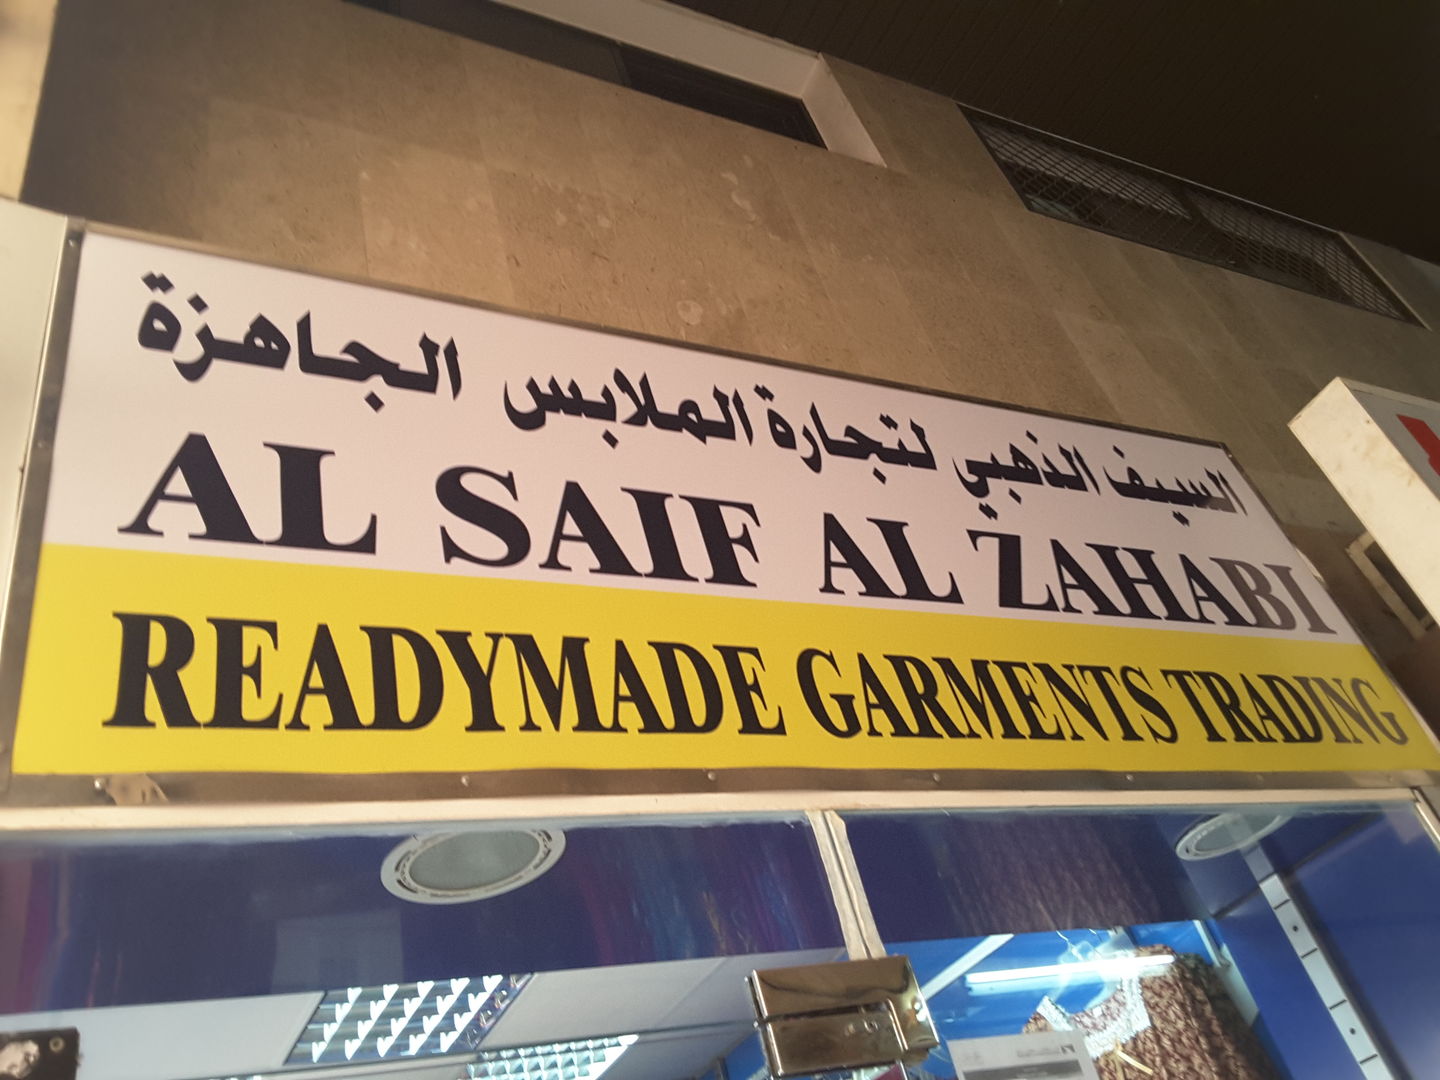 السيف الذهبي لتجارة الملابس الجاهزة
AL SAIF AL ZAHABI
READYMADE GARMENTS TRADING